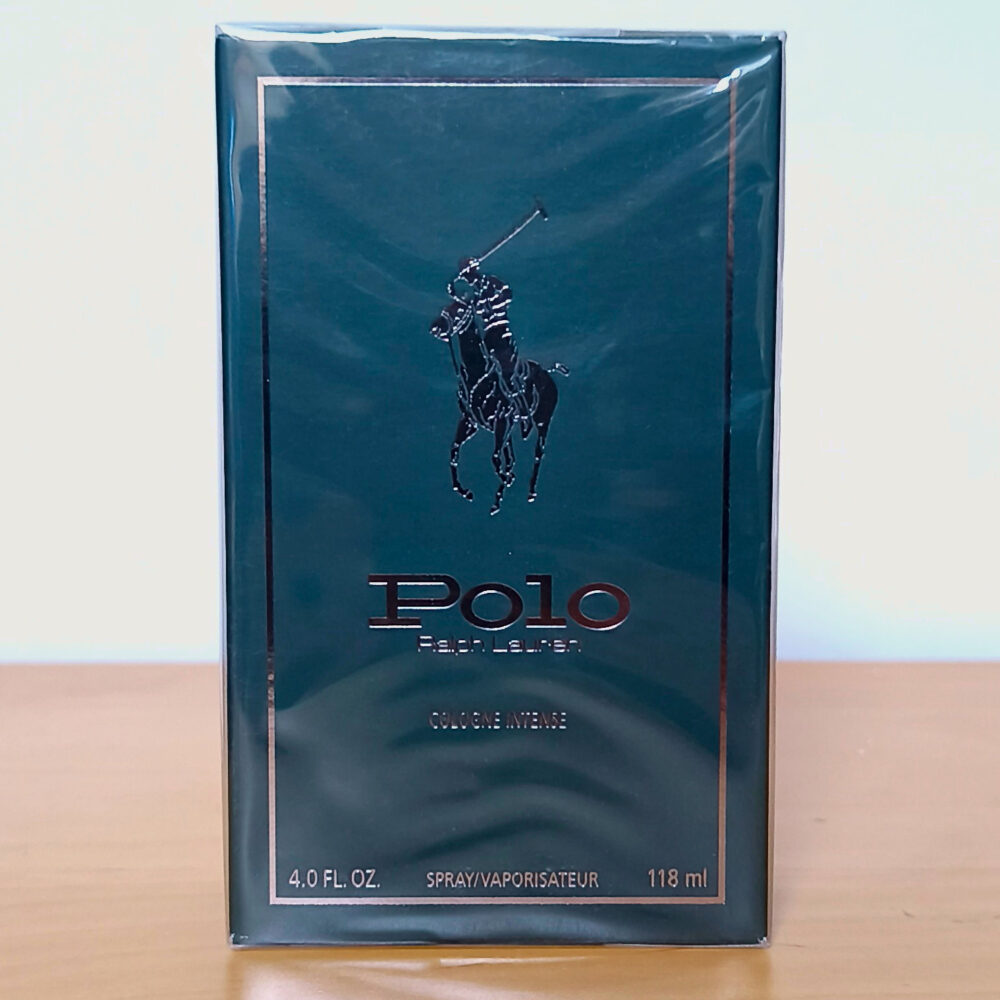 Polo
Ralph Lauren
COLOGNE INTENSE
4.0 FL. OZ. SPRAY/VAPORISATEUR 118 ml